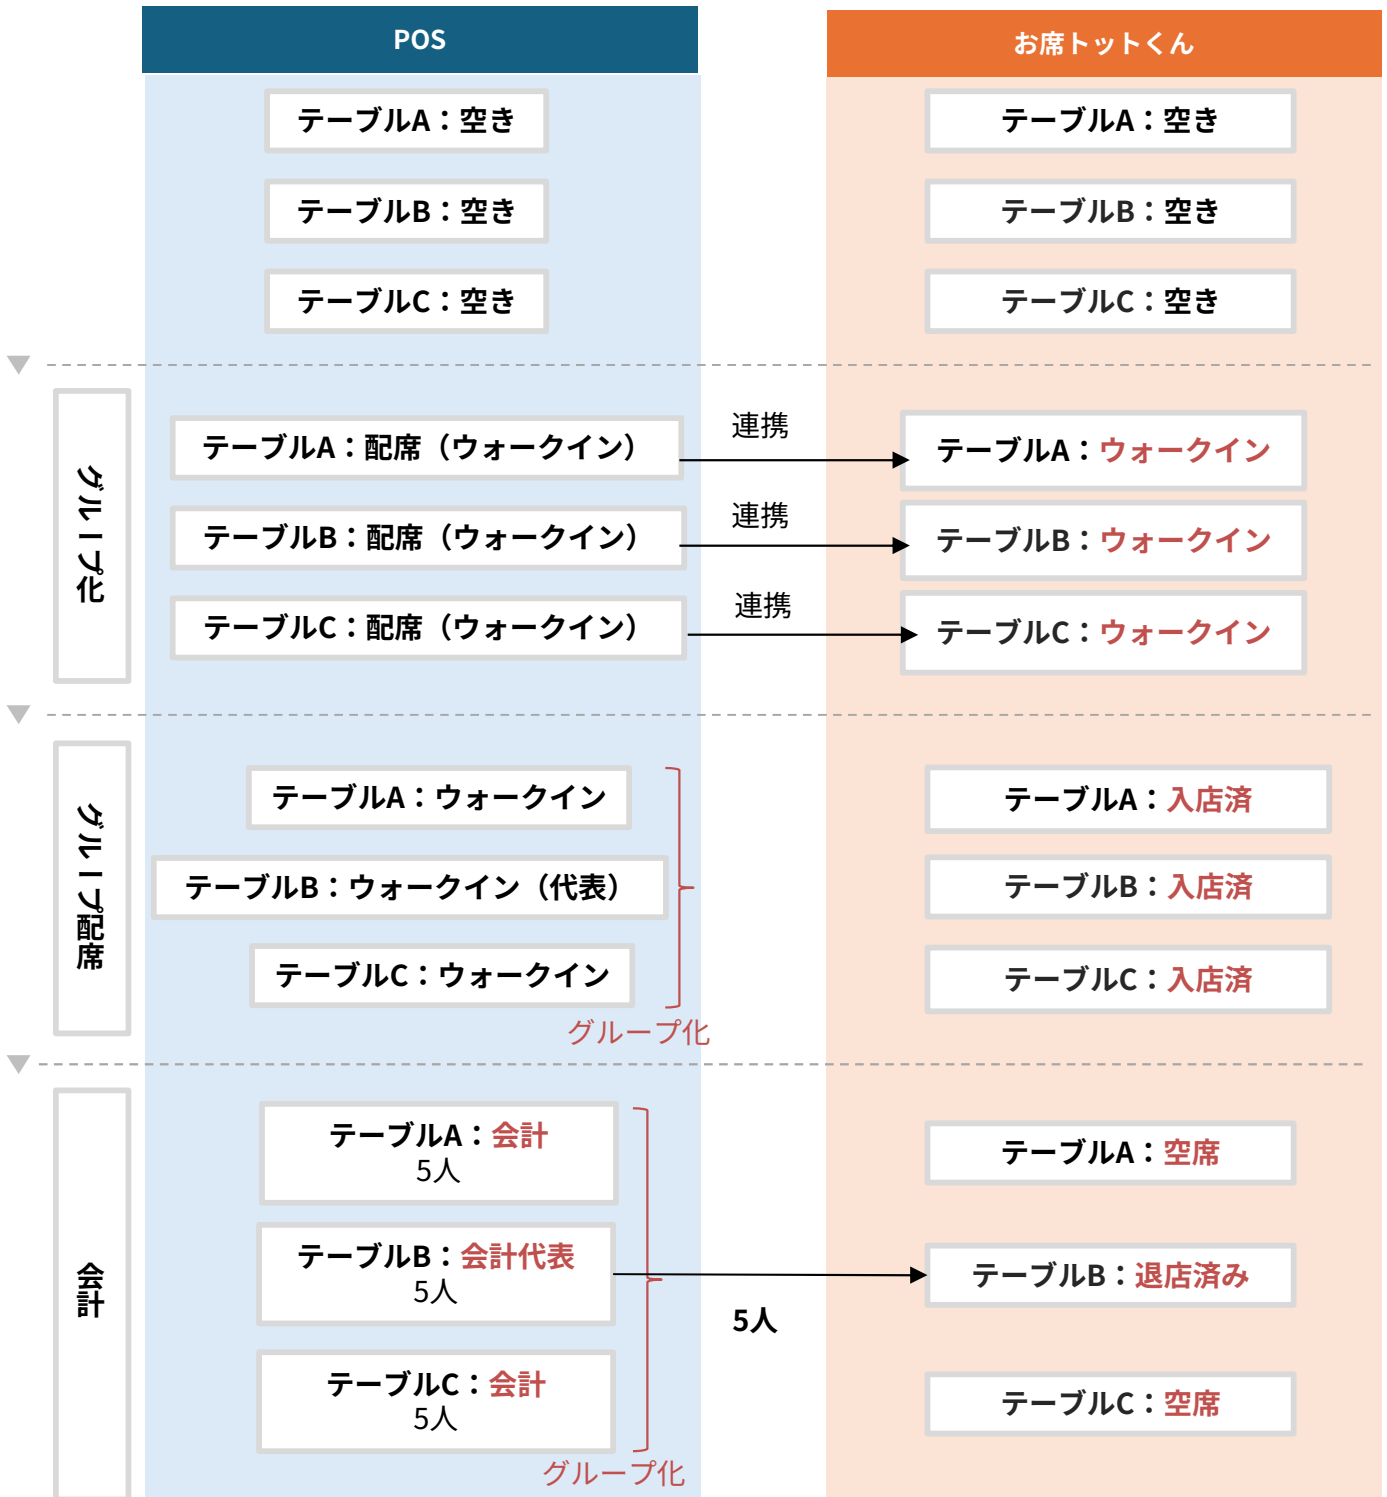 POS
お席トットくん
テーブルA：空き
テーブルA：空き
テーブルB：空き
テーブルB：空き
テーブルC：空き
テーブルC：空き
グループ化
テーブルA：配席（ウォークイン）
連携
テーブルA：ウォークイン
テーブルB：配席（ウォークイン）
連携
テーブルB：ウォークイン
テーブルC：配席（ウォークイン）
連携
テーブルC：ウォークイン
グループ配席
テーブルA：ウォークイン
テーブルA：入店済
テーブルB：ウォークイン（代表）
テーブルB：入店済
テーブルC：ウォークイン
テーブルC：入店済
グループ化
会計
テーブルA：会計
5人
テーブルA：空席
テーブルB：会計代表
5人
5人
テーブルB：退店済み
テーブルC：会計
5人
テーブルC：空席
グループ化